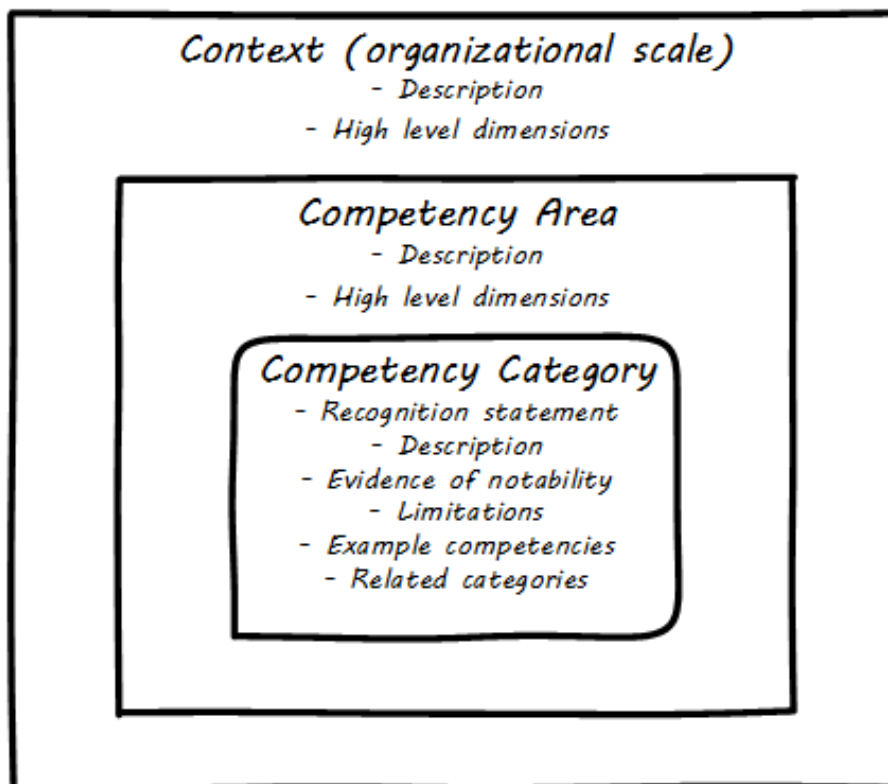 Context (organizational scale)
- Description
- High level dimensions
Competency Area
- Description
- High level dimensions
Competency Category
- Recognition statement
- Description
- Evidence of notability
- Limitations
- Example competencies
- Related categories